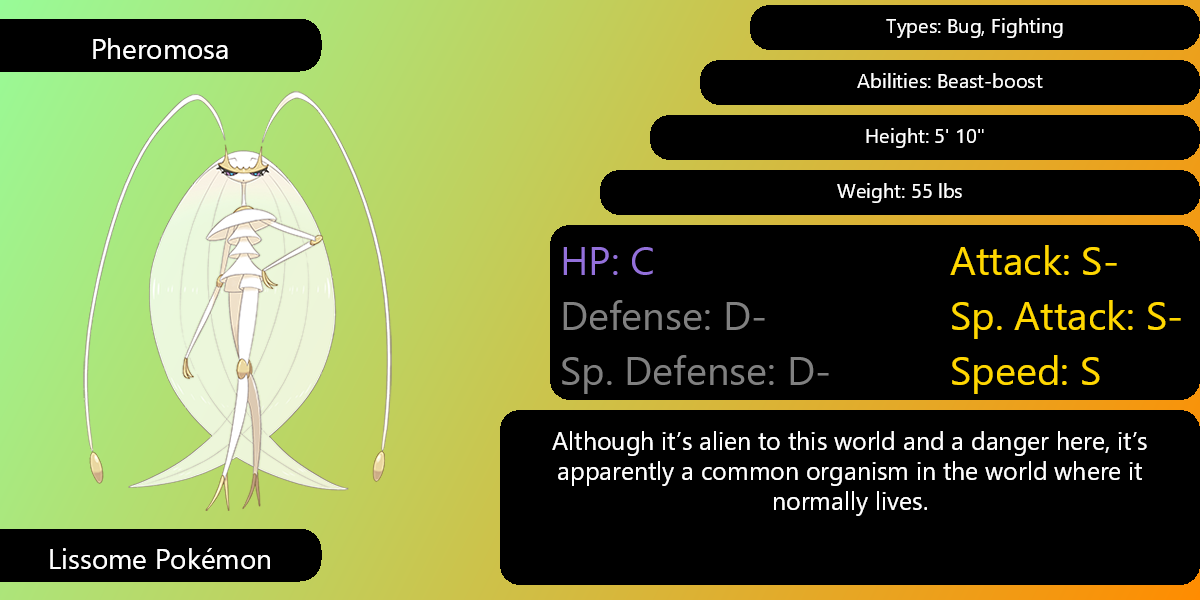 Pheromosa
Types: Bug, Fighting
Abilities: Beast-boost
Height: 5' 10"
Weight: 55 lbs
HP: C
Attack: S-
Defense: D-
Sp. Attack: S-
Sp. Defense: D-
Speed: S
Although it’s alien to this world and a danger here, it’s
apparently a common organism in the world where it
normally lives.
Lissome Pokémon